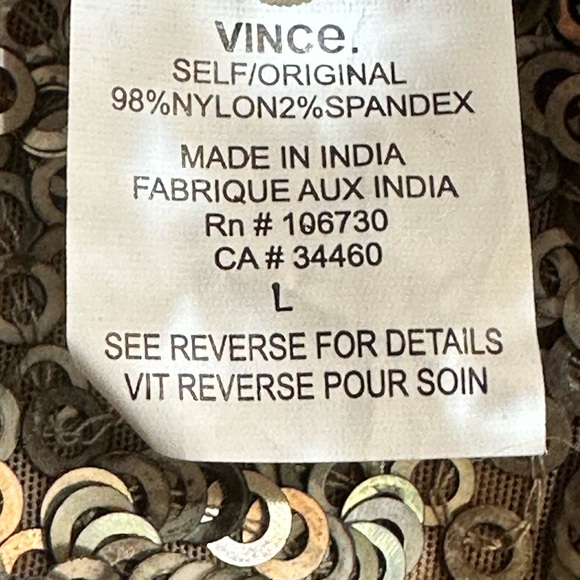 VINCe.
SELF/ORIGINAL
98%NYLON2%SPANDEX
MADE IN INDIA
FABRIQUE AUX INDIA
Rn # 106730
CA # 34460
L
SEE REVERSE FOR DETAILS
VIT REVERSE POUR SOIN